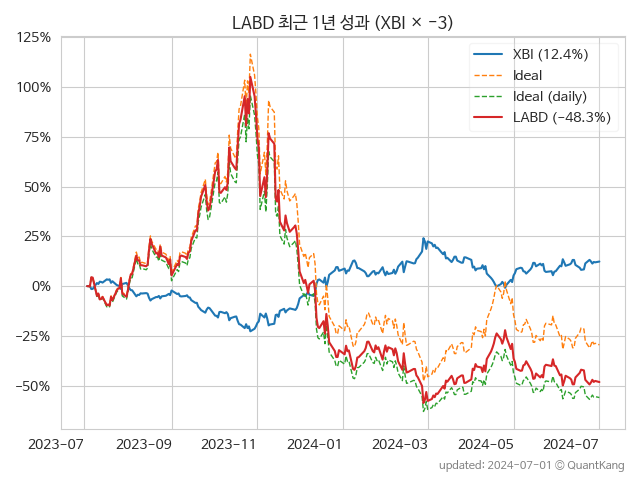 LABD 최근 1년 성과 (XBI × −3)
125%
100%
75%
50%
25%
0%
−25%
−50%
XBI (12.4%)
Ideal
Ideal (daily)
LABD (−48.3%)
2023-07
2023-09
2023-11
2024-01
2024-03
2024-05
2024-07
updated: 2024-07-01 © QuantKang